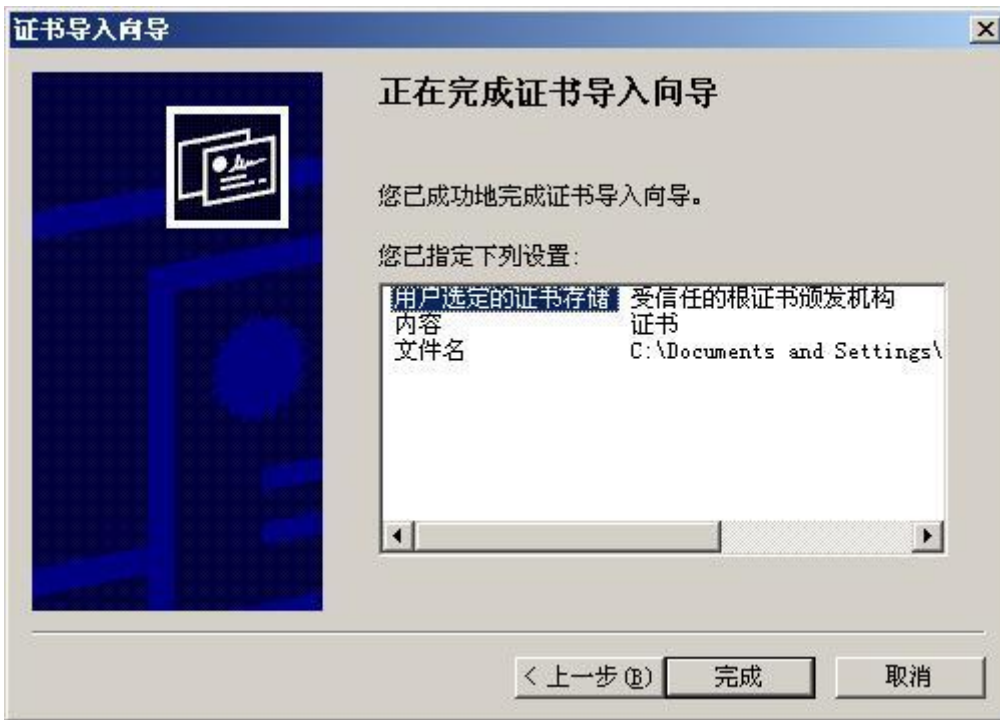 证书导入向导
正在完成证书导入向导
您已成功地完成证书导入向导。
您已指定下列设置:
用户选定的证书存储 受信任的根证书颁发机构
内容 证书
文件名 C:\Documents and Settings\
< 上一步(B) 完成 取消